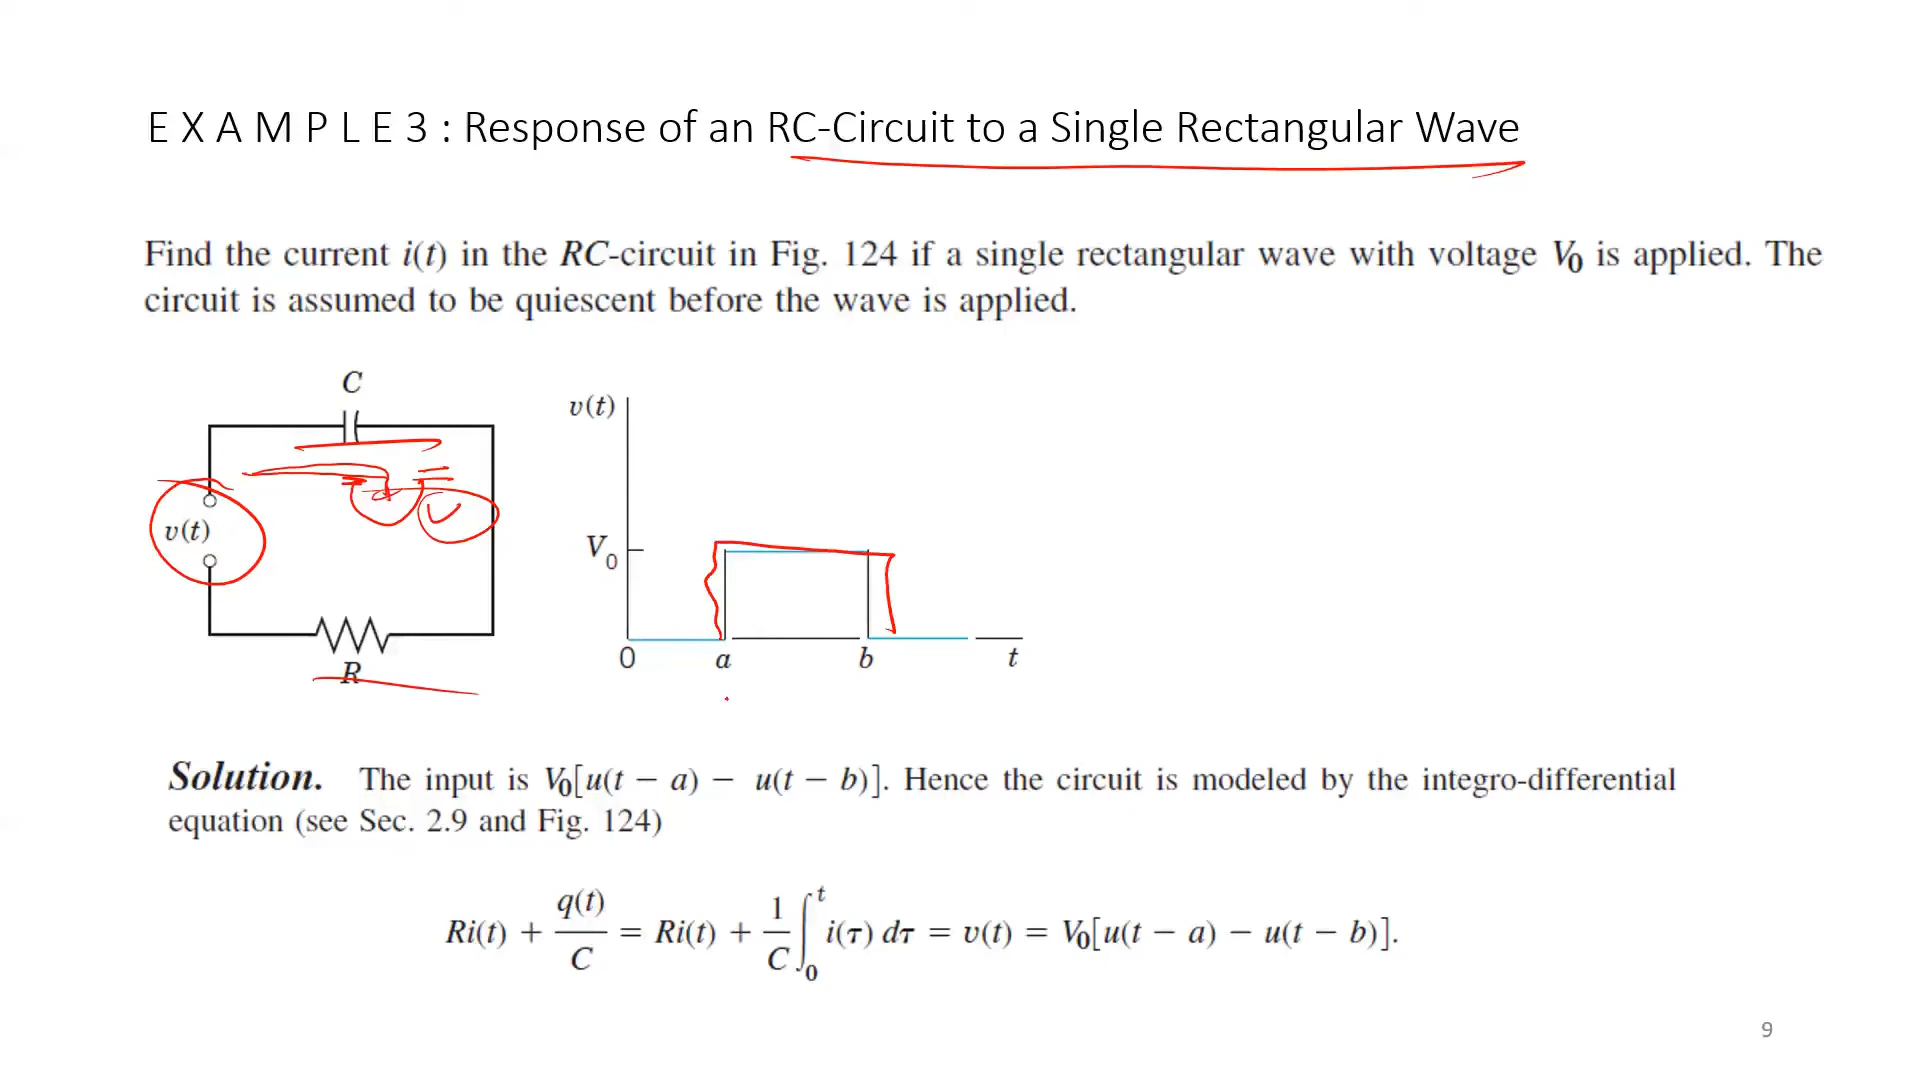 E X A M P L E 3 : Response of an RC-Circuit to a Single Rectangular Wave
Find the current i(t) in the RC-circuit in Fig. 124 if a single rectangular wave with voltage V₀ is applied. The
circuit is assumed to be quiescent before the wave is applied.
C
v(t)
R
v(t)
V₀
0 a b t
Solution. The input is V₀[u(t − a) − u(t − b)]. Hence the circuit is modeled by the integro-differential
equation (see Sec. 2.9 and Fig. 124)
Ri(t) + q(t)/C = Ri(t) + 1/C ∫₀ᵗ i(τ) dτ = v(t) = V₀[u(t − a) − u(t − b)].
9